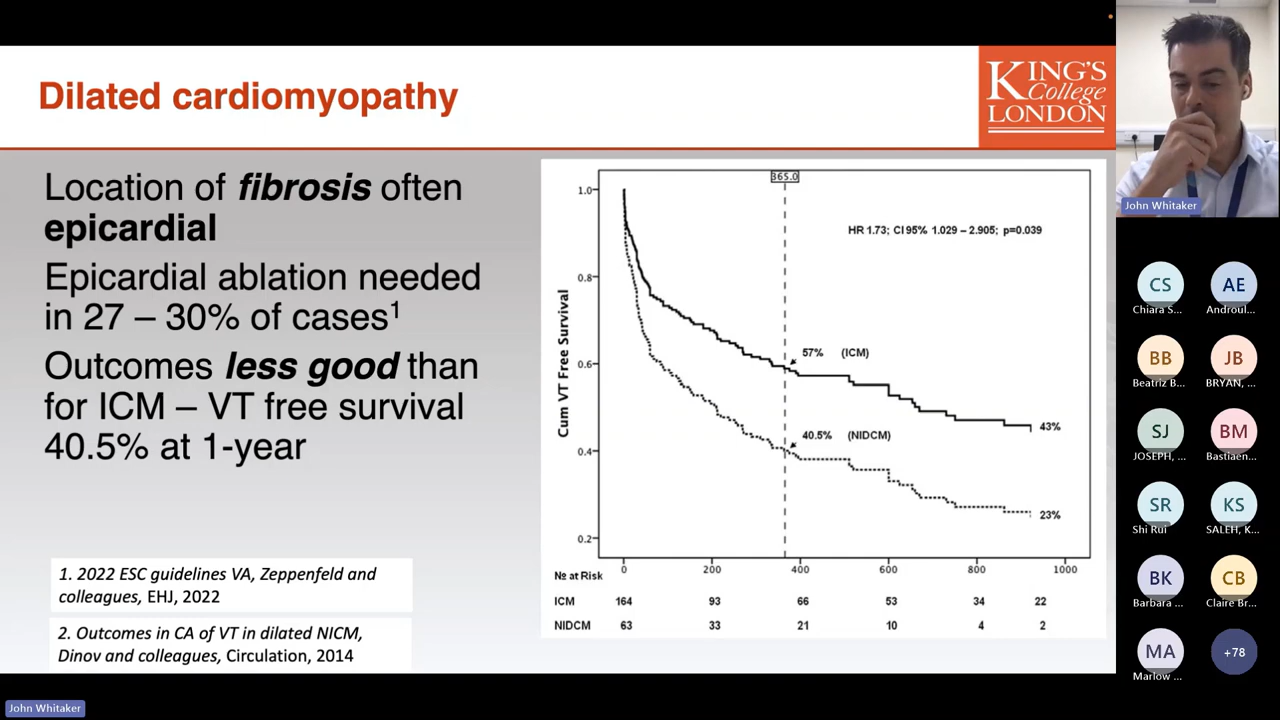 Dilated cardiomyopathy
KING'S
College
LONDON
Location of fibrosis often
epicardial
Epicardial ablation needed
in 27 – 30% of cases1
Outcomes less good than
for ICM – VT free survival
40.5% at 1-year
1. 2022 ESC guidelines VA, Zeppenfeld and
colleagues, EHJ, 2022
2. Outcomes in CA of VT in dilated NICM,
Dinov and colleagues, Circulation, 2014
365.0
HR 1.73; CI 95% 1.029 – 2.905; p=0.039
Cum VT Free Survival
1.0
0.8
0.6
0.4
0.2
57% (ICM)
43%
40.5% (NIDCM)
23%
0 200 400 600 800 1000
№ at Risk
ICM 164 93 66 53 34 22
NIDCM 63 33 21 10 4 2
John Whitaker
CS AE
Chiara S... Androul...
BB JB
Beatriz B... BRYAN, ...
SJ BM
JOSEPH, ... Bastiaen...
SR KS
Shi Rui SALEH, K...
BK CB
Barbara ... Claire Br...
MA +78
Marlow ...
John Whitaker